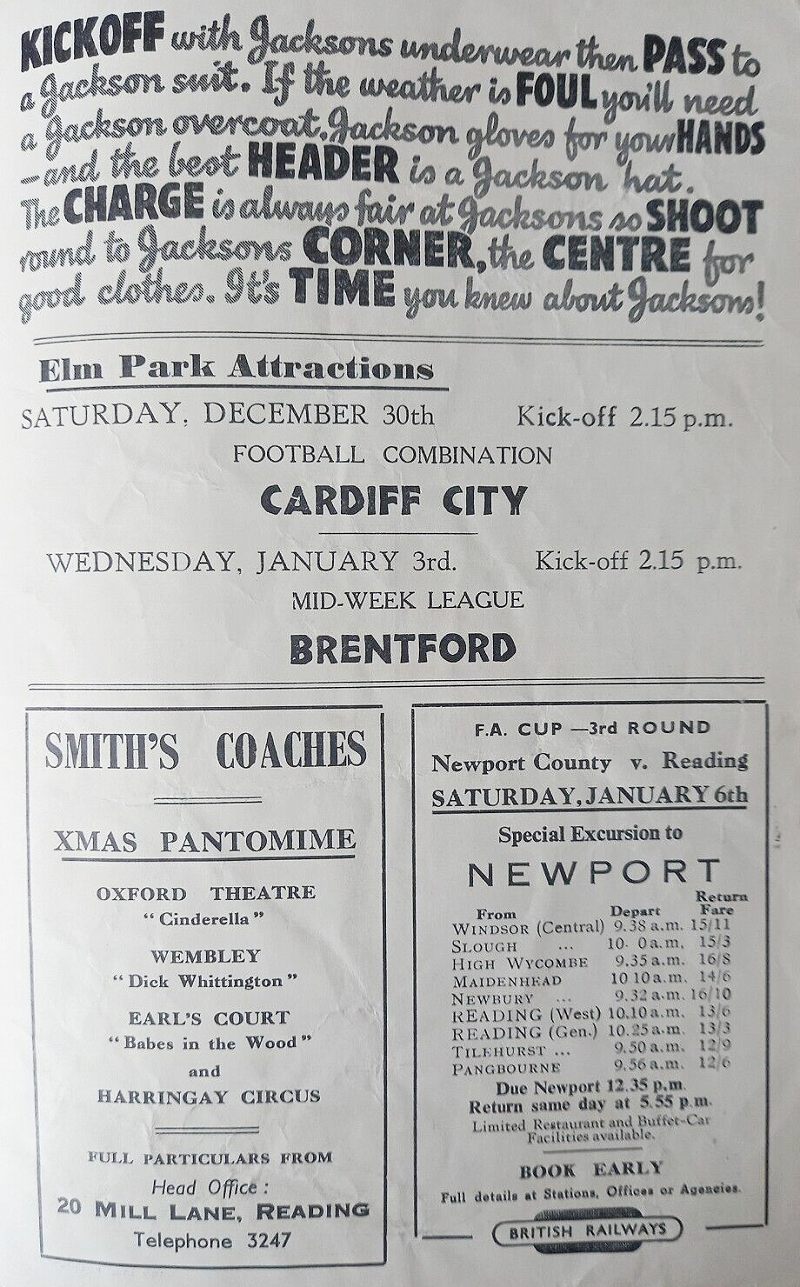 KICKOFF with Jacksons underwear then PASS to
a Jackson suit. If the weather is FOUL you'll need
a Jackson overcoat. Jackson gloves for your HANDS
—and the best HEADER is a Jackson hat.
The CHARGE is always fair at Jacksons so SHOOT
round to Jacksons CORNER, the CENTRE for
good clothes. It's TIME you knew about Jacksons!
Elm Park Attractions
SATURDAY, DECEMBER 30th Kick-off 2.15 p.m.
FOOTBALL COMBINATION
CARDIFF CITY
WEDNESDAY, JANUARY 3rd. Kick-off 2.15 p.m.
MID-WEEK LEAGUE
BRENTFORD
SMITH'S COACHES
XMAS PANTOMIME
OXFORD THEATRE
"Cinderella"
WEMBLEY
"Dick Whittington"
EARL'S COURT
"Babes in the Wood"
and
HARRINGAY CIRCUS
FULL PARTICULARS FROM
Head Office :
20 MILL LANE, READING
Telephone 3247
F.A. CUP —3rd ROUND
Newport County v. Reading
SATURDAY, JANUARY 6th
Special Excursion to
NEWPORT
From Depart Return Fare
WINDSOR (Central) 9.38 a.m. 15/11
SLOUGH ... 10. 0 a.m. 15/3
HIGH WYCOMBE 9.35 a.m. 16/8
MAIDENHEAD 10 10 a.m. 14/6
NEWBURY ... 9.32 a.m. 16/10
READING (West) 10.10 a.m. 13/6
READING (Gen.) 10.25 a.m. 13/3
TILEHURST ... 9.50 a.m. 12/9
PANGBOURNE 9.56 a.m. 12/6
Due Newport 12.35 p.m.
Return same day at 5.55 p.m.
Limited Restaurant and Buffet-Car
Facilities available.
BOOK EARLY
Full details at Stations, Offices or Agencies.
BRITISH RAILWAYS